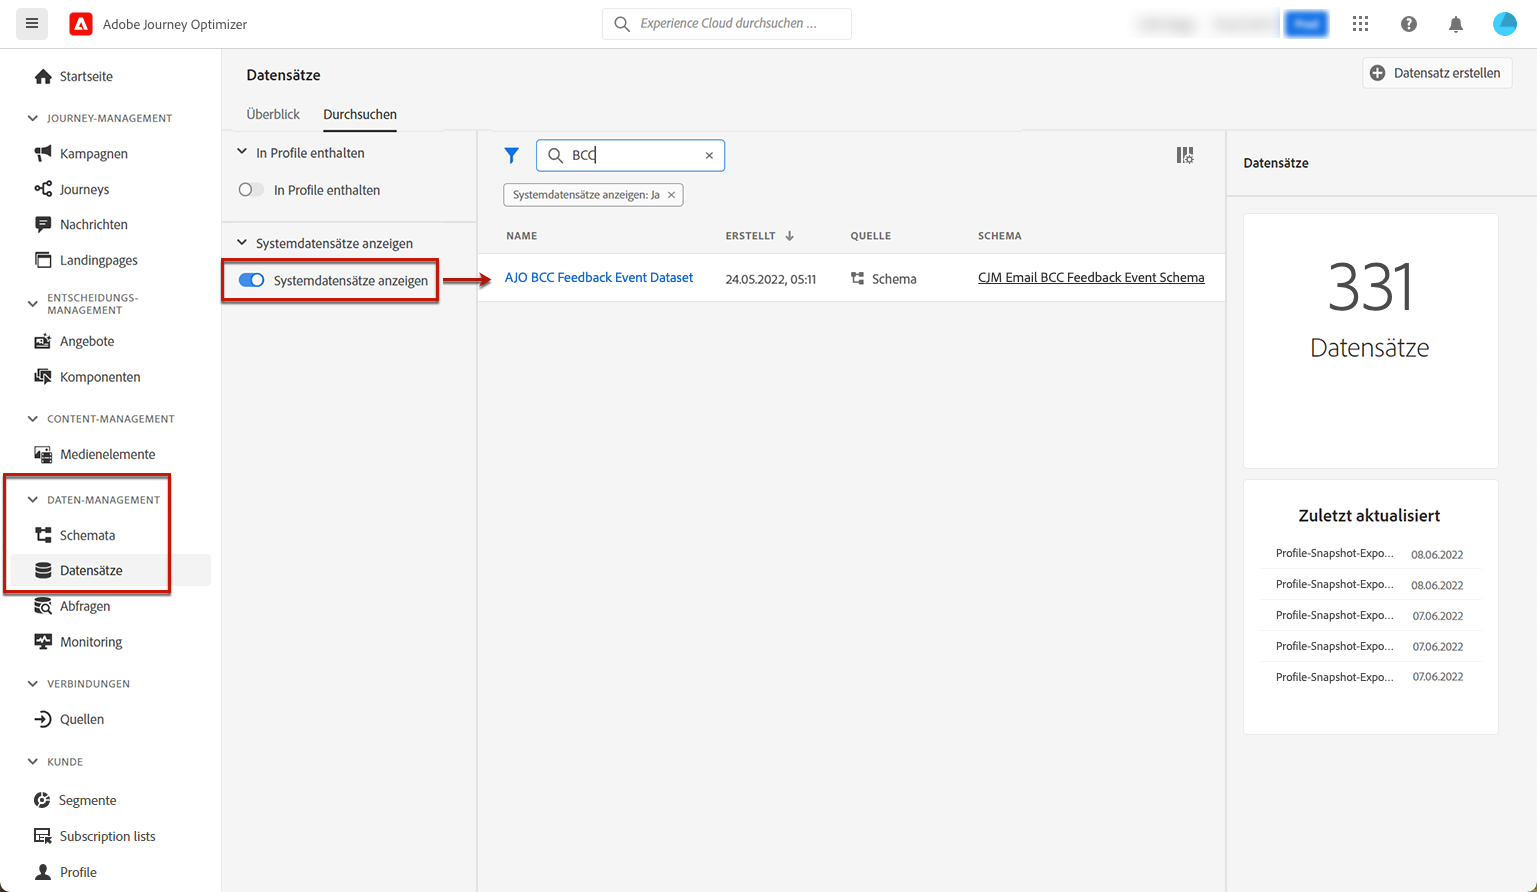 Adobe Journey Optimizer
Experience Cloud durchsuchen ...
Startseite
JOURNEY-MANAGEMENT
Kampagnen
Journeys
Nachrichten
Landingpages
ENTSCHEIDUNGS-
MANAGEMENT
Angebote
Komponenten
CONTENT-MANAGEMENT
Medienelemente
DATEN-MANAGEMENT
Schemata
Datensätze
Abfragen
Monitoring
VERBINDUNGEN
Quellen
KUNDE
Segmente
Subscription lists
Profile
Datensätze
Datensatz erstellen
Überblick
Durchsuchen
In Profile enthalten
In Profile enthalten
Systemdatensätze anzeigen
Systemdatensätze anzeigen
BCC
Systemdatensätze anzeigen: Ja
NAME
ERSTELLT
QUELLE
SCHEMA
AJO BCC Feedback Event Dataset
24.05.2022, 05:11
Schema
CJM Email BCC Feedback Event Schema
Datensätze
331
Datensätze
Zuletzt aktualisiert
Profile-Snapshot-Expo... 08.06.2022
Profile-Snapshot-Expo... 08.06.2022
Profile-Snapshot-Expo... 07.06.2022
Profile-Snapshot-Expo... 07.06.2022
Profile-Snapshot-Expo... 07.06.2022